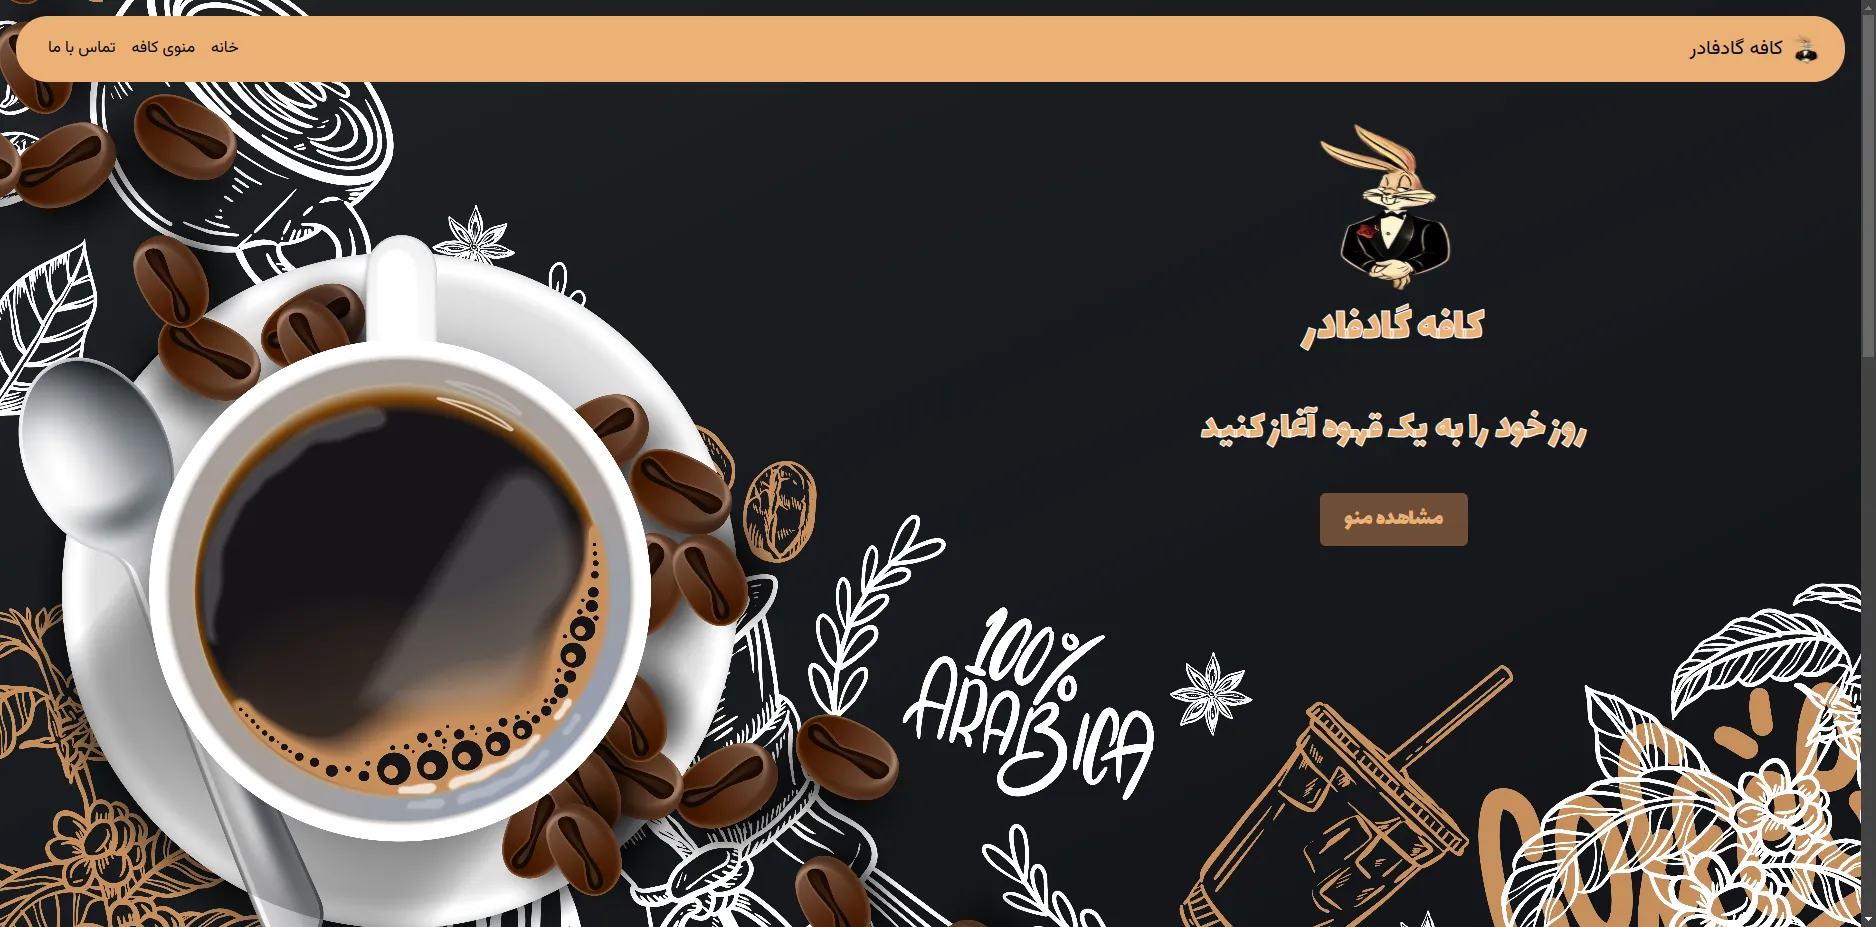 کافه گادفادر
خانه
منوی کافه
تماس با ما
کافه گادفادر
روز خود را به یک قهوه آغاز کنید
مشاهده منو
100%
ARABICA